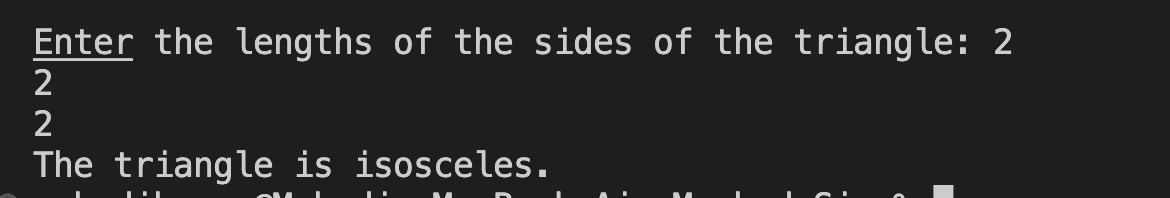 Enter the lengths of the sides of the triangle: 2
2
2
The triangle is isosceles.